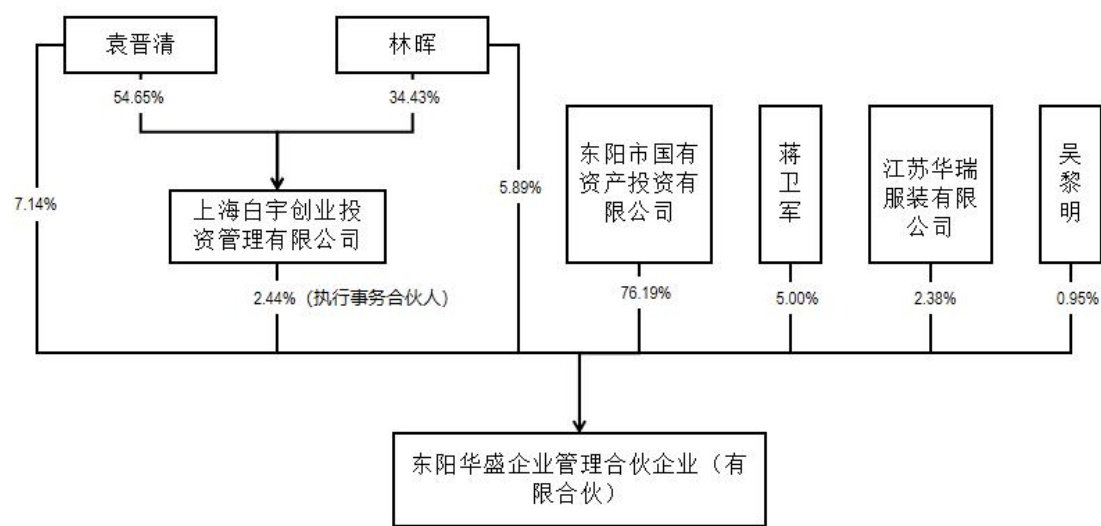 袁晋清
林晖
54.65%
34.43%
东阳市国有
资产投资有
限公司
蒋
卫
军
江苏华瑞
服装有限
公司
吴
黎
明
7.14%
5.89%
上海白宇创业投
资管理有限公司
2.44%（执行事务合伙人）
76.19%
5.00%
2.38%
0.95%
东阳华盛企业管理合伙企业（有
限合伙）